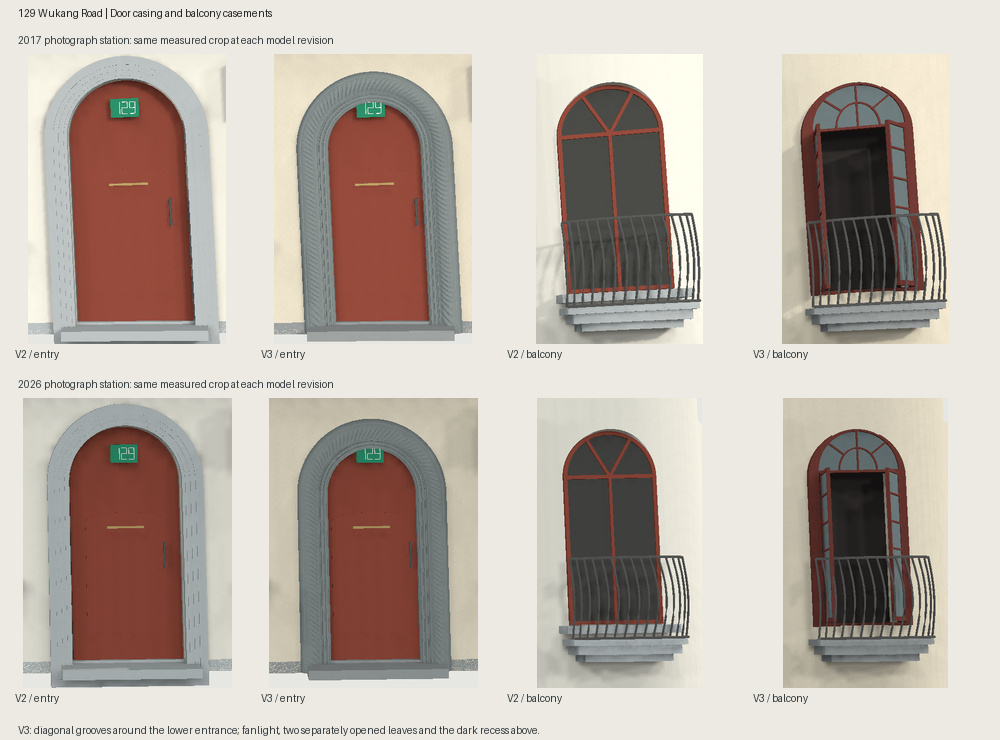 129 Wukang Road | Door casing and balcony casements
2017 photograph station: same measured crop at each model revision
129
129
V2 / entry
V3 / entry
V2 / balcony
V3 / balcony
2026 photograph station: same measured crop at each model revision
129
129
V2 / entry
V3 / entry
V2 / balcony
V3 / balcony
V3: diagonal grooves around the lower entrance; fanlight, two separately opened leaves and the dark recess above.